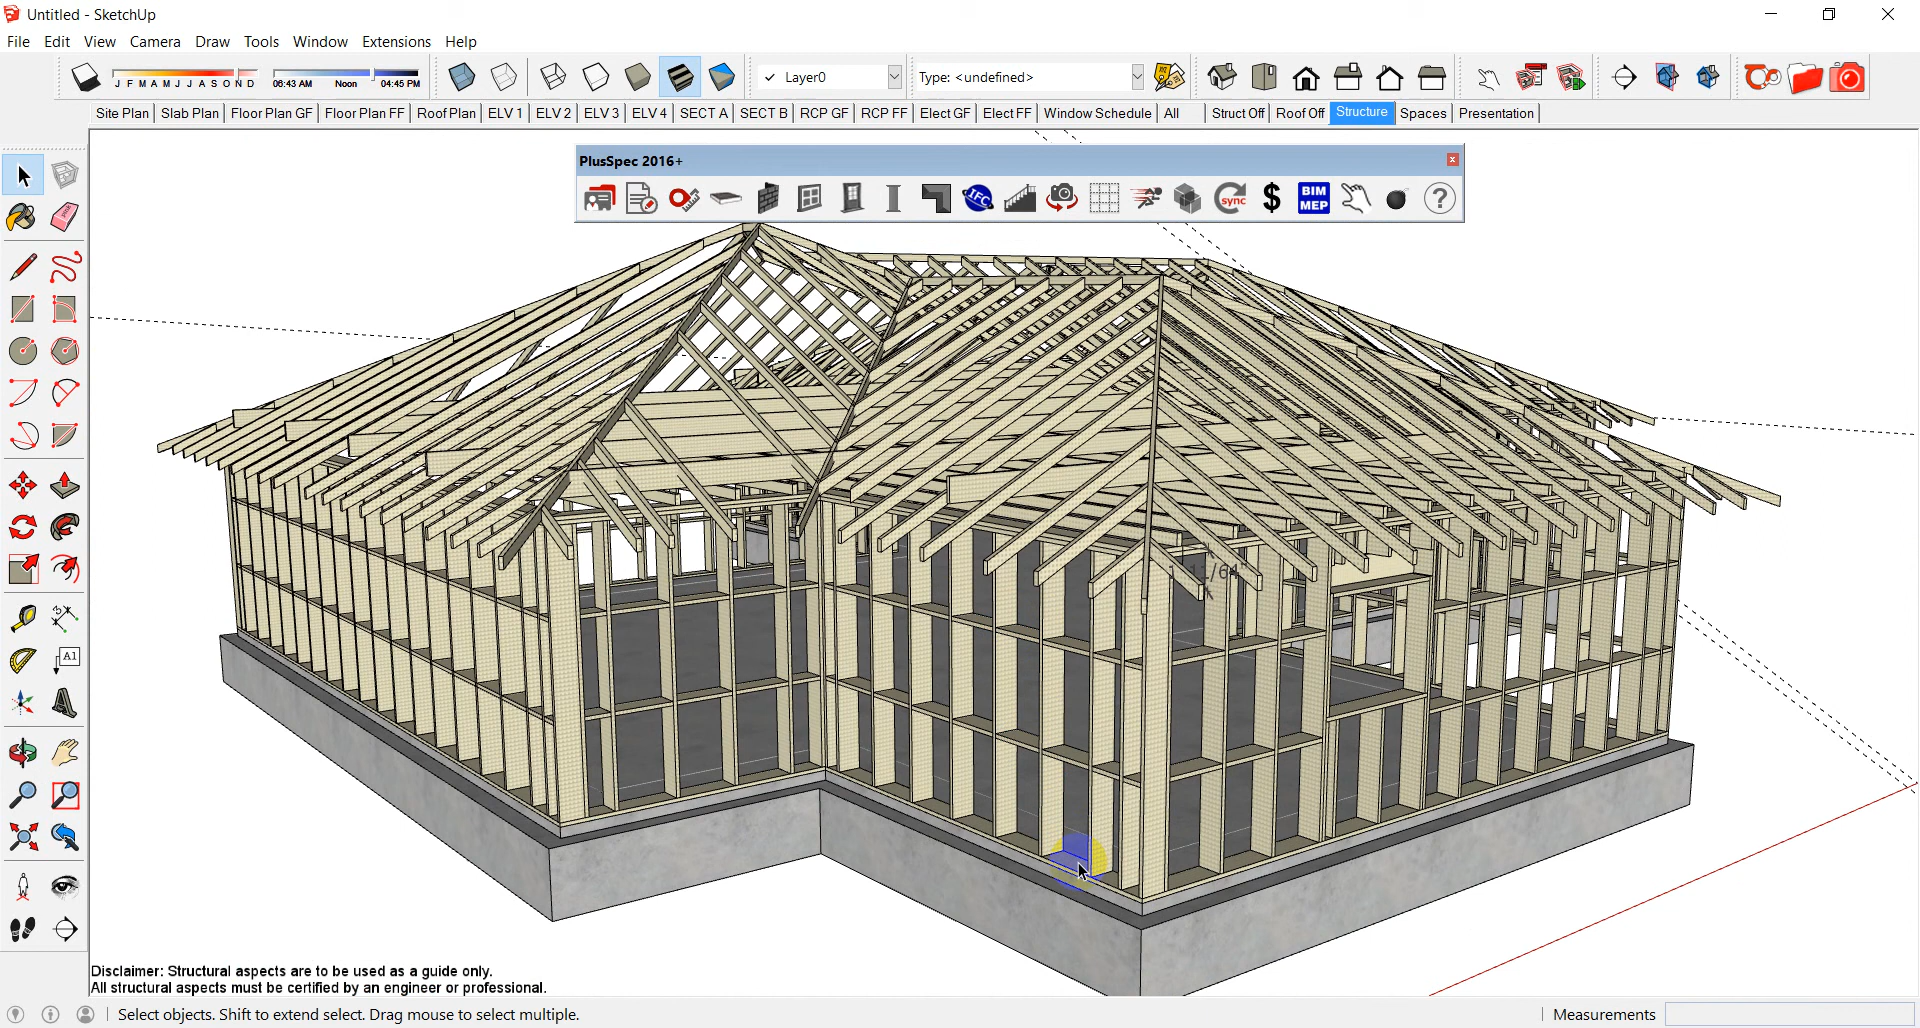 Untitled - SketchUp
File Edit View Camera Draw Tools Window Extensions Help
J F M A M J J A S O N D 06:43 AM Noon 04:45 PM Layer0 Type: <undefined>
Site Plan Slab Plan Floor Plan GF Floor Plan FF Roof Plan ELV 1 ELV 2 ELV 3 ELV 4 SECT A SECT B RCP GF RCP FF Elect GF Elect FF Window Schedule All Struct Off Roof Off Structure Spaces Presentation
PlusSpec 2016+
IFC sync $ BIM MEP ?
A1
Disclaimer: Structural aspects are to be used as a guide only.
All structural aspects must be certified by an engineer or professional.
Select objects. Shift to extend select. Drag mouse to select multiple. Measurements